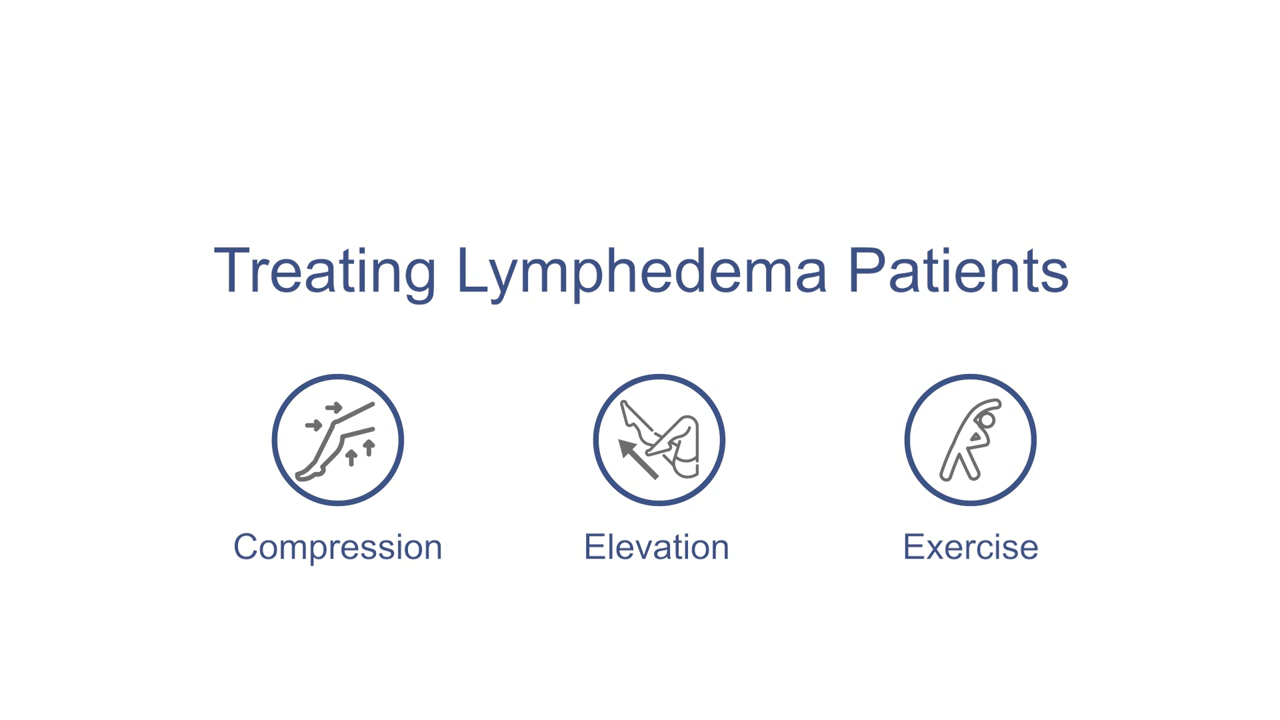 Treating Lymphedema Patients
Compression
Elevation
Exercise